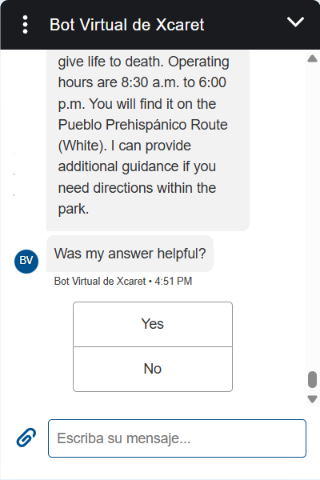 Bot Virtual de Xcaret
give life to death. Operating
hours are 8:30 a.m. to 6:00
p.m. You will find it on the
Pueblo Prehispánico Route
(White). I can provide
additional guidance if you
need directions within the
park.
Was my answer helpful?
BV
Bot Virtual de Xcaret • 4:51 PM
Yes
No
Escriba su mensaje...